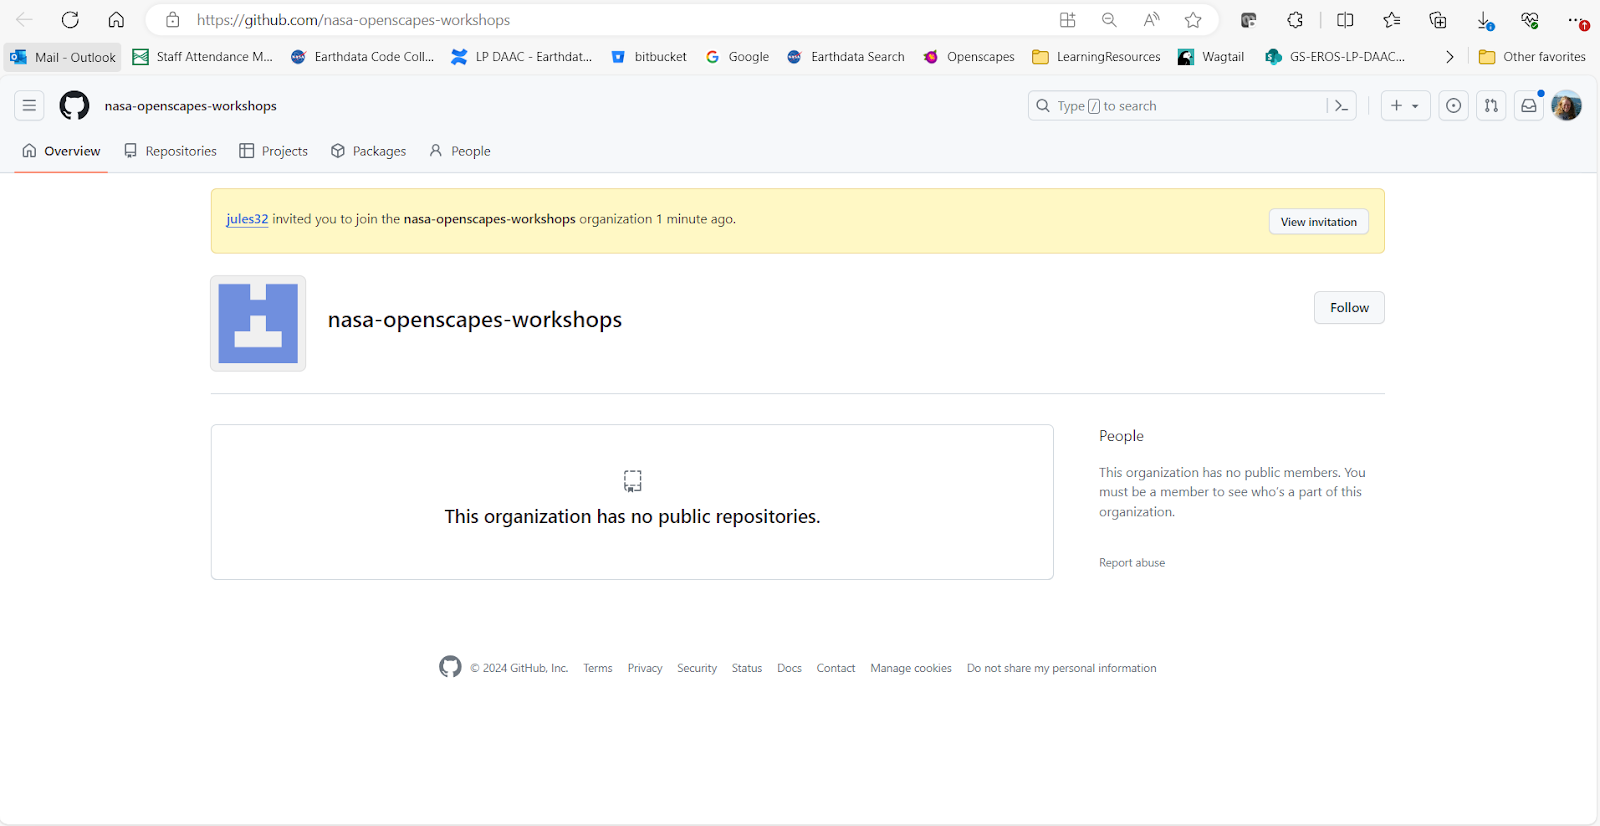 https://github.com/nasa-openscapes-workshops
Mail - Outlook Staff Attendance M... Earthdata Code Coll... LP DAAC - Earthdat... bitbucket Google Earthdata Search Openscapes LearningResources Wagtail GS-EROS-LP-DAAC... Other favorites
nasa-openscapes-workshops Type / to search
Overview Repositories Projects Packages People
jules32 invited you to join the nasa-openscapes-workshops organization 1 minute ago. View invitation
nasa-openscapes-workshops Follow
This organization has no public repositories.
People
This organization has no public members. You
must be a member to see who's a part of this
organization.
Report abuse
© 2024 GitHub, Inc. Terms Privacy Security Status Docs Contact Manage cookies Do not share my personal information